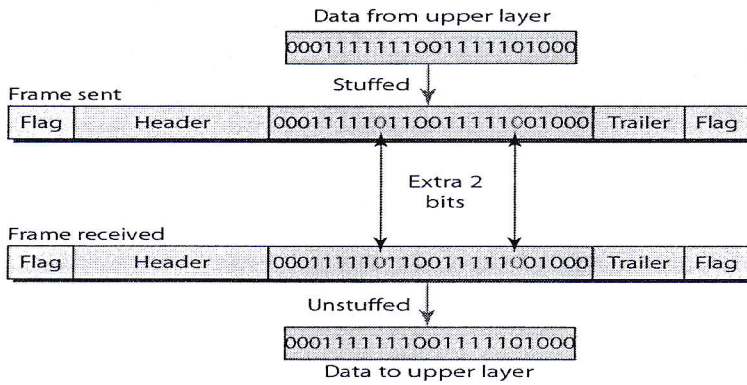 Data from upper layer
0001111111001111101000
Stuffed
Frame sent
Flag Header 000111110110011111001000 Trailer Flag
Extra 2
bits
Frame received
Flag Header 000111110110011111001000 Trailer Flag
Unstuffed
0001111111001111101000
Data to upper layer